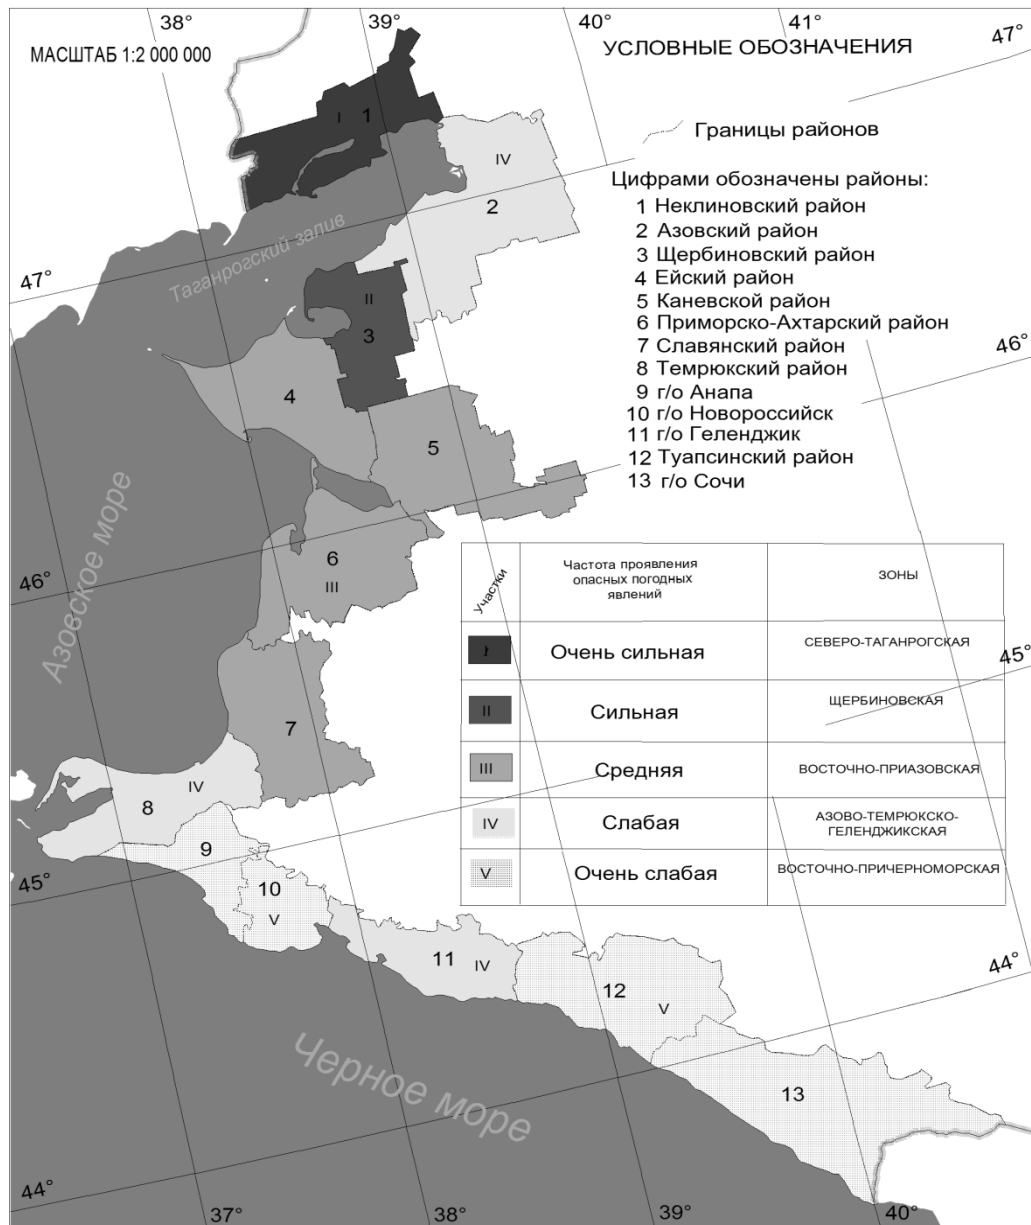 38°
39°
40°
41°
47°
МАСШТАБ 1:2 000 000
УСЛОВНЫЕ ОБОЗНАЧЕНИЯ
Границы районов
Цифрами обозначены районы:
1 Неклиновский район
2 Азовский район
3 Щербиновский район
4 Ейский район
5 Каневской район
6 Приморско-Ахтарский район
7 Славянский район
8 Темрюкский район
9 г/о Анапа
10 г/о Новороссийск
11 г/о Геленджик
12 Туапсинский район
13 г/о Сочи
I
1
IV
2
Таганрогский залив
47°
II
3
46°
4
5
Азовское море
6
III
46°
7
IV
8
9
10
V
45°
11
IV
12
V
13
Черное море
44°
Участки
Частота проявления
опасных погодных
явлений
ЗОНЫ
I
Очень сильная
СЕВЕРО-ТАГАНРОГСКАЯ
45°
II
Сильная
ЩЕРБИНОВСКАЯ
III
Средняя
ВОСТОЧНО-ПРИАЗОВСКАЯ
IV
Слабая
АЗОВО-ТЕМРЮКСКО-
ГЕЛЕНДЖИКСКАЯ
V
Очень слабая
ВОСТОЧНО-ПРИЧЕРНОМОРСКАЯ
44°
37°
38°
39°
40°